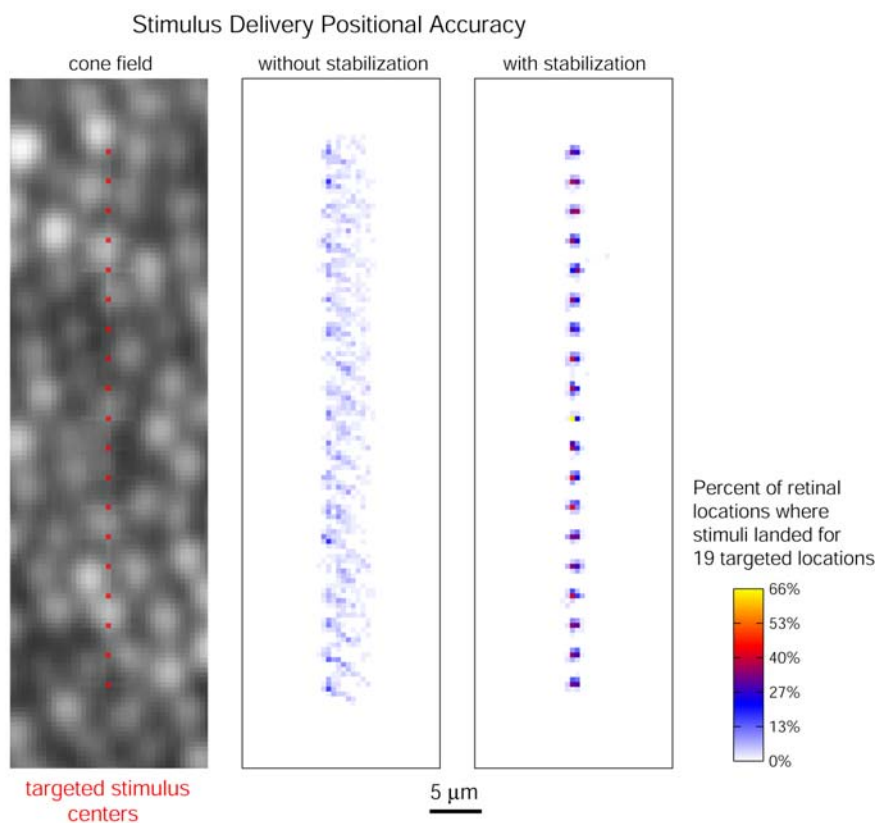 Stimulus Delivery Positional Accuracy
cone field
without stabilization
with stabilization
targeted stimulus
centers
5 µm
Percent of retinal
locations where
stimuli landed for
19 targeted locations
66%
53%
40%
27%
13%
0%